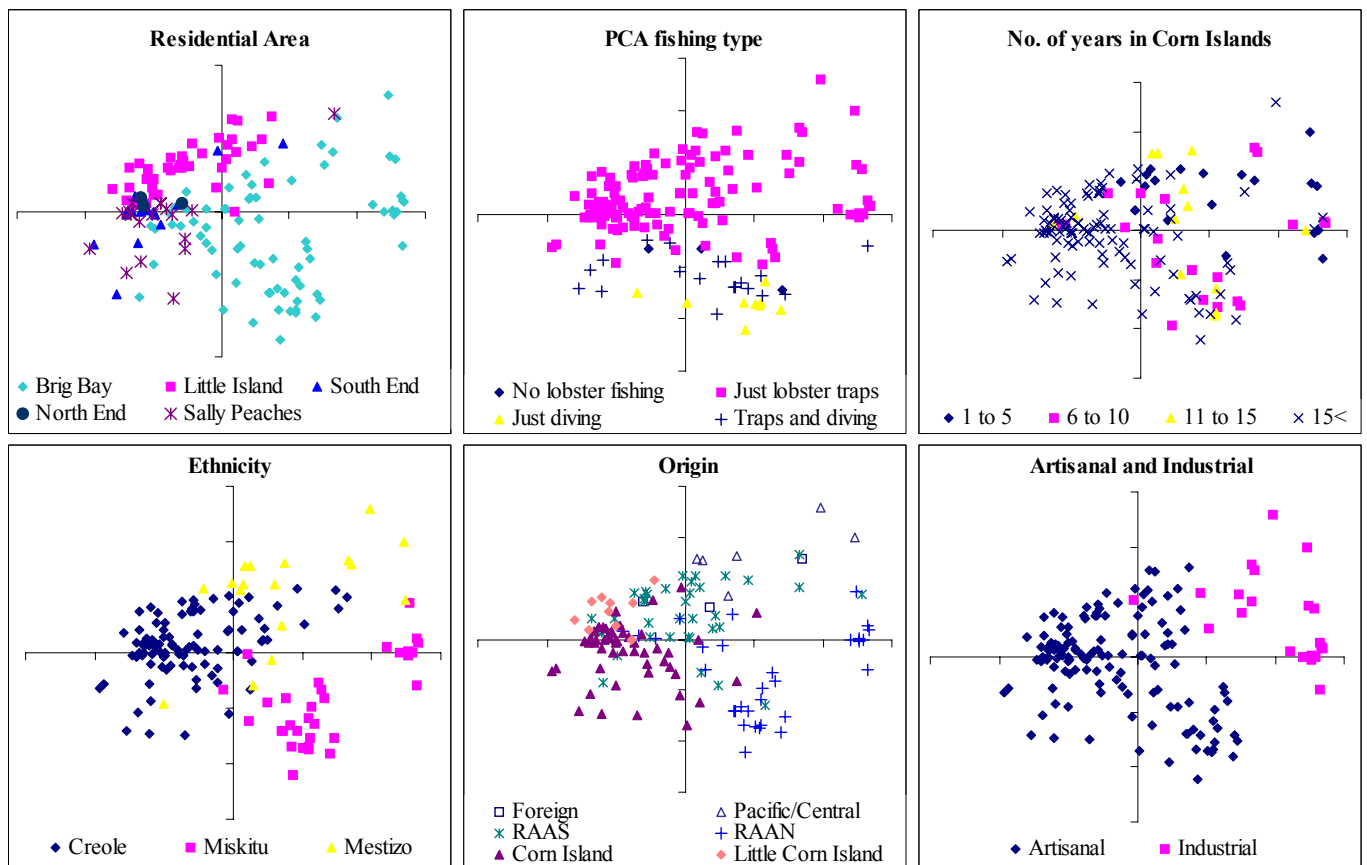 Residential Area
Brig Bay Little Island South End
North End Sally Peaches
PCA fishing type
No lobster fishing Just lobster traps
Just diving Traps and diving
No. of years in Corn Islands
1 to 5 6 to 10 11 to 15 15<
Ethnicity
Creole Miskitu Mestizo
Origin
Foreign Pacific/Central
RAAS RAAN
Corn Island Little Corn Island
Artisanal and Industrial
Artisanal Industrial